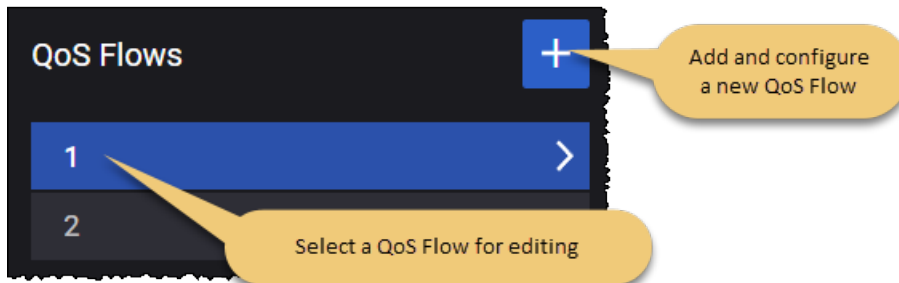 QoS Flows
+
Add and configure
a new QoS Flow
1
2
Select a QoS Flow for editing